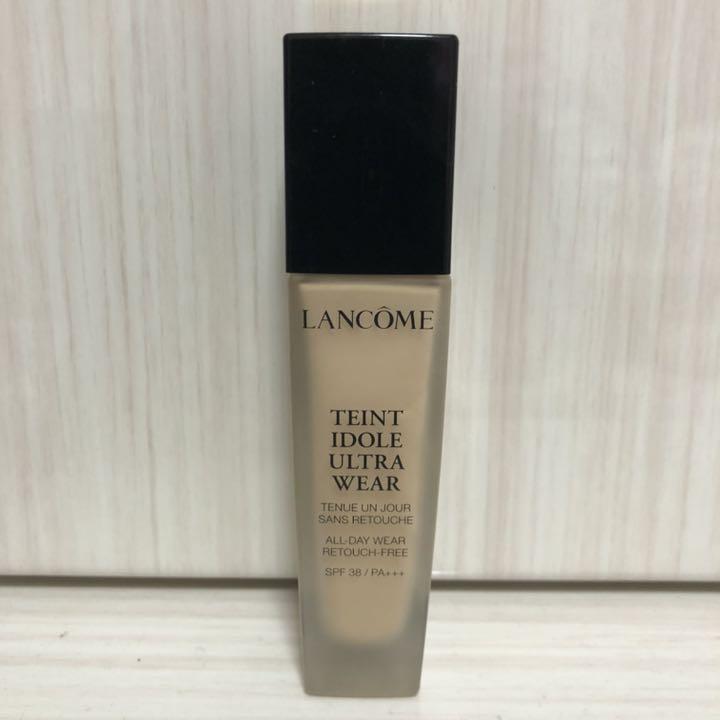 LANCÔME
TEINT
IDOLE
ULTRA
WEAR
TENUE UN JOUR
SANS RETOUCHE
ALL-DAY WEAR
RETOUCH-FREE
SPF 38 / PA+++